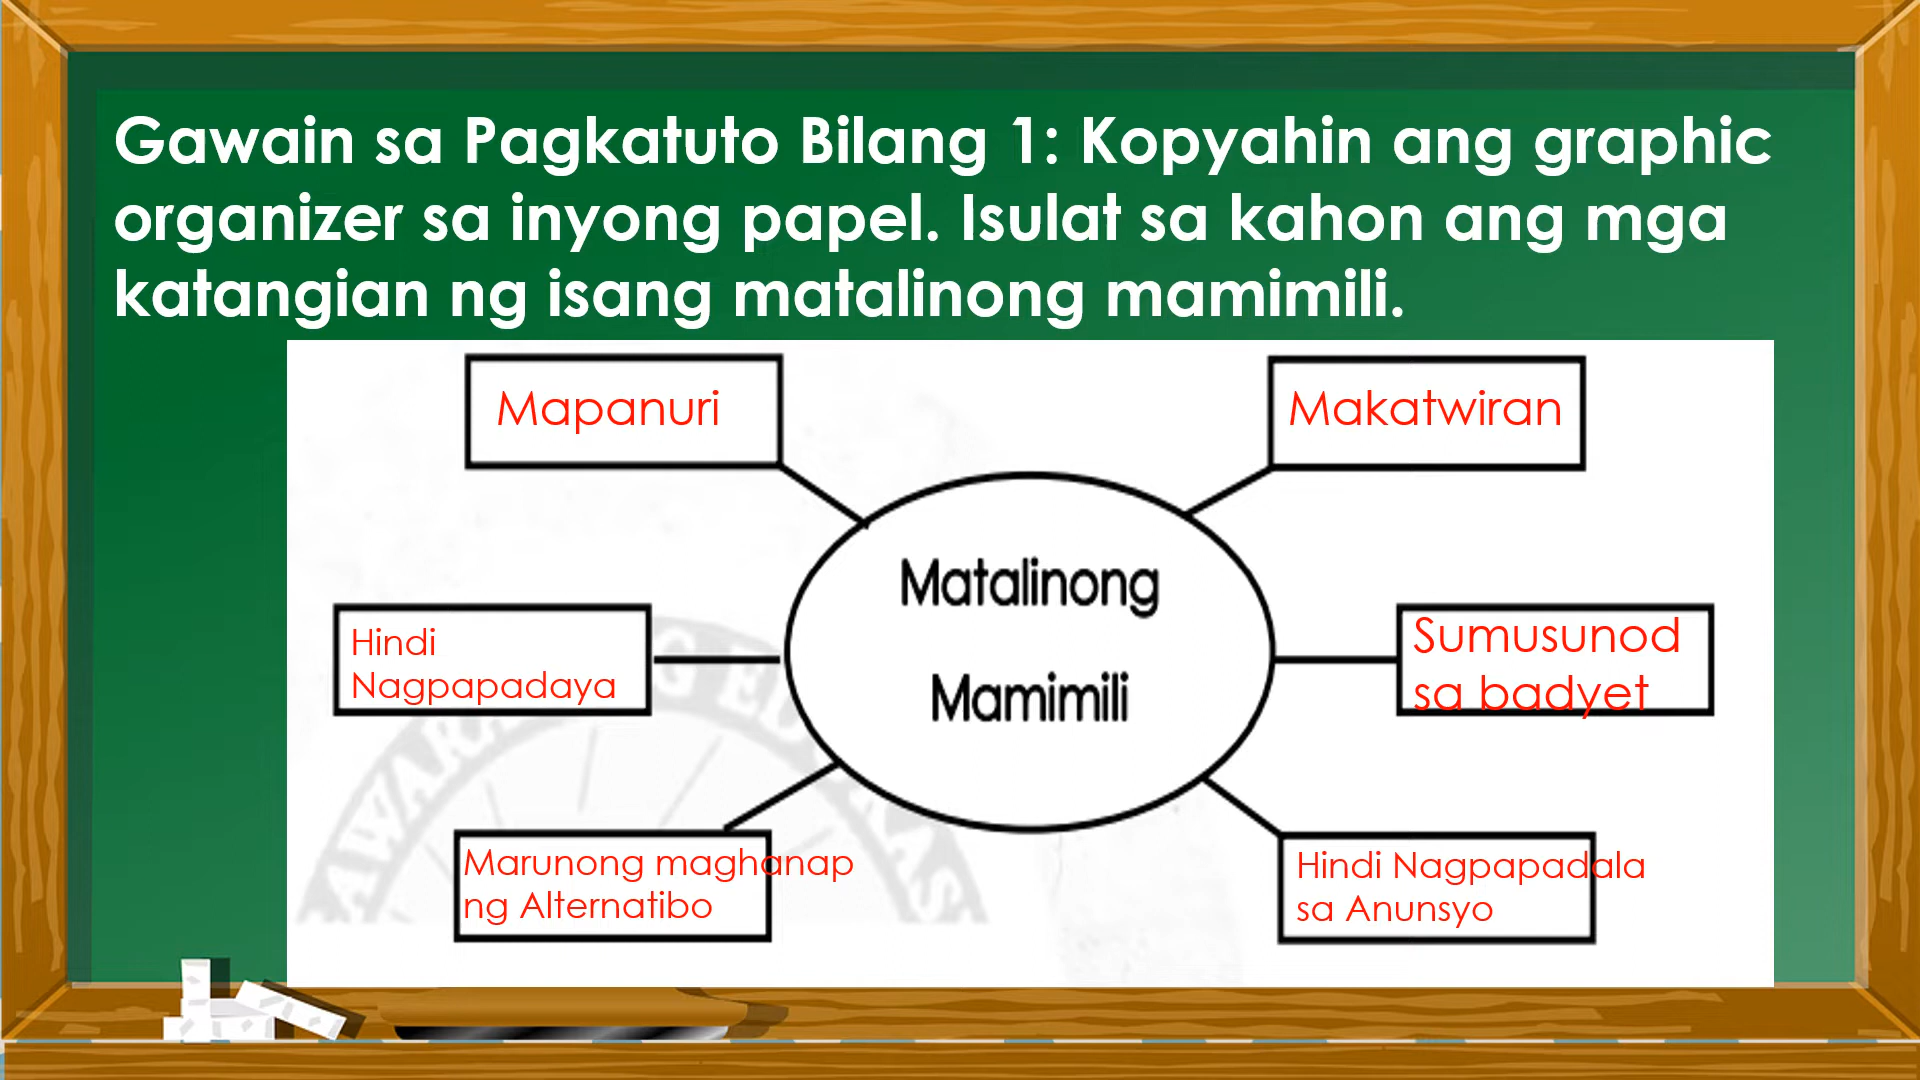 Gawain sa Pagkatuto Bilang 1: Kopyahin ang graphic
organizer sa inyong papel. Isulat sa kahon ang mga
katangian ng isang matalinong mamimili.
Mapanuri
Makatwiran
Matalinong
Mamimili
Hindi
Nagpapadaya
Sumusunod
sa badyet
Marunong maghanap
ng Alternatibo
Hindi Nagpapadala
sa Anunsyo